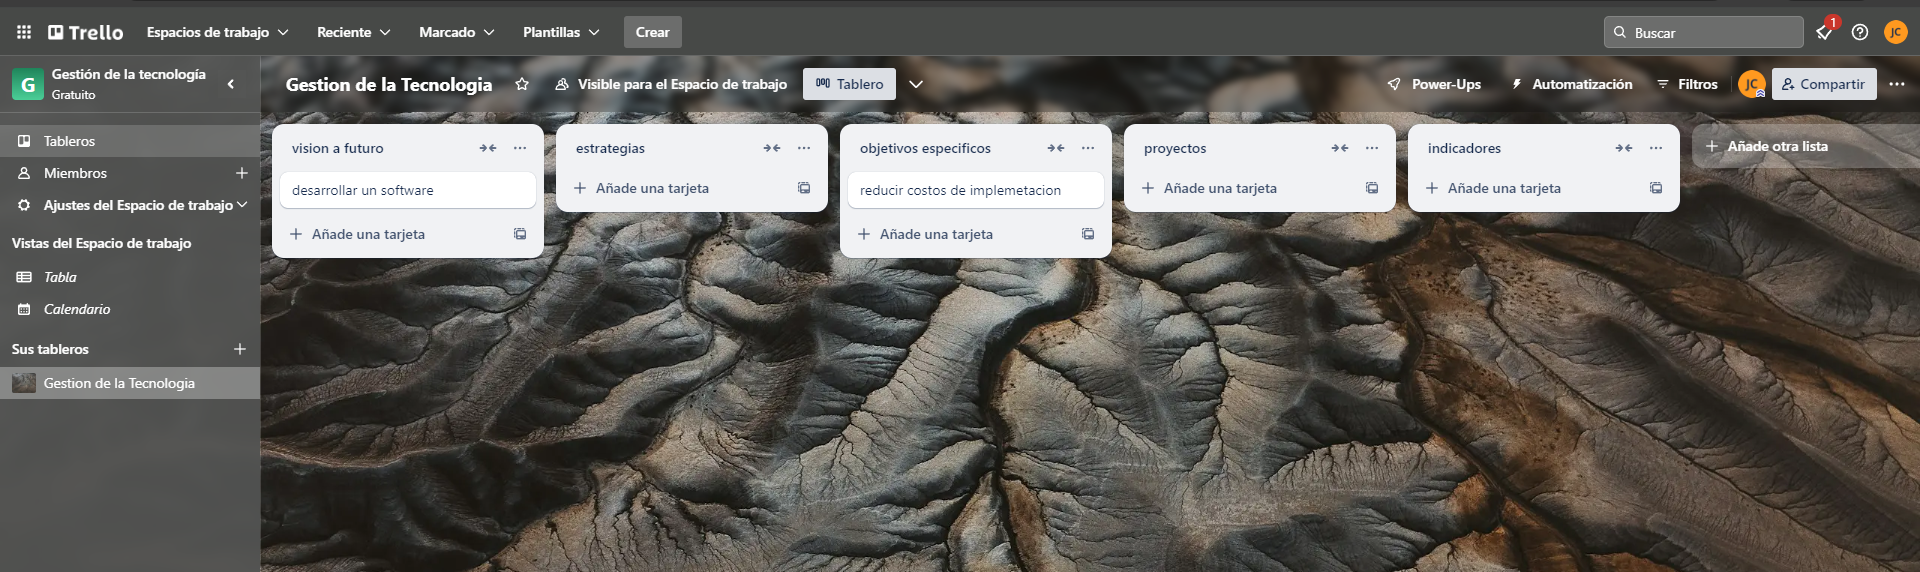 Trello
Espacios de trabajo
Reciente
Marcado
Plantillas
Crear
Buscar
1
JC
G
Gestión de la tecnología
Gratuito
Gestion de la Tecnologia
Visible para el Espacio de trabajo
Tablero
Power-Ups
Automatización
Filtros
JC
Compartir
Tableros
Miembros
Ajustes del Espacio de trabajo
Vistas del Espacio de trabajo
Tabla
Calendario
Sus tableros
Gestion de la Tecnologia
vision a futuro
desarrollar un software
Añade una tarjeta
estrategias
Añade una tarjeta
objetivos especificos
reducir costos de implemetacion
Añade una tarjeta
proyectos
Añade una tarjeta
indicadores
Añade una tarjeta
Añade otra lista